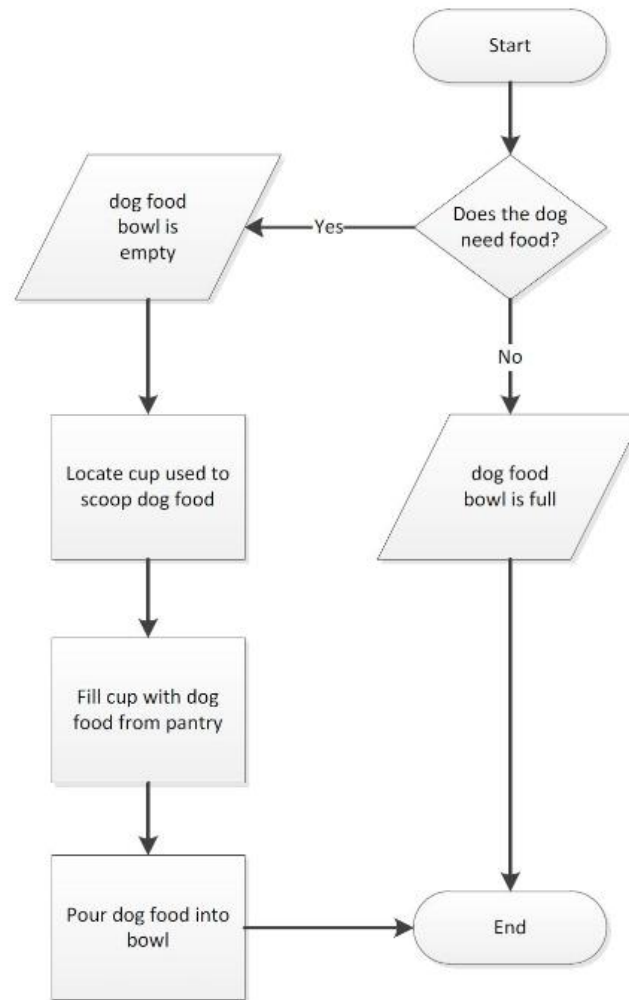 Start
Does the dog
need food?
Yes
dog food
bowl is
empty
Locate cup used to
scoop dog food
Fill cup with dog
food from pantry
Pour dog food into
bowl
No
dog food
bowl is full
End